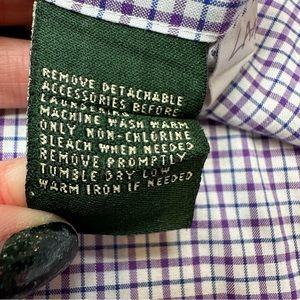 REMOVE DETACHABLE
ACCESSORIES BEFORE
LAUNDERING
MACHINE WASH WARM
ONLY NON-CHLORINE
BLEACH WHEN NEEDED
REMOVE PROMPTLY
TUMBLE DRY LOW
WARM IRON IF NEEDED